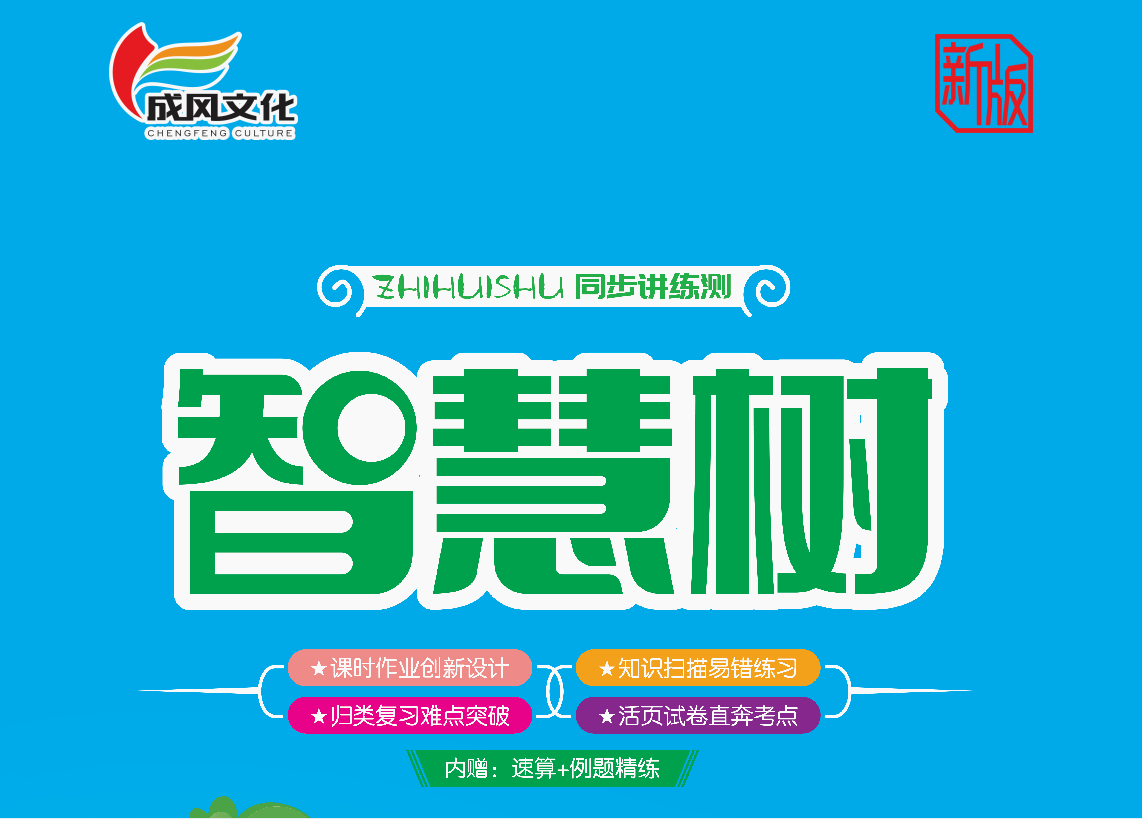 成风文化
CHENGFENG CULTURE
新版
ZHIHUISHU 同步讲练测
智慧树
★课时作业创新设计
★知识扫描易错练习
★归类复习难点突破
★活页试卷直奔考点
内赠：速算+例题精练